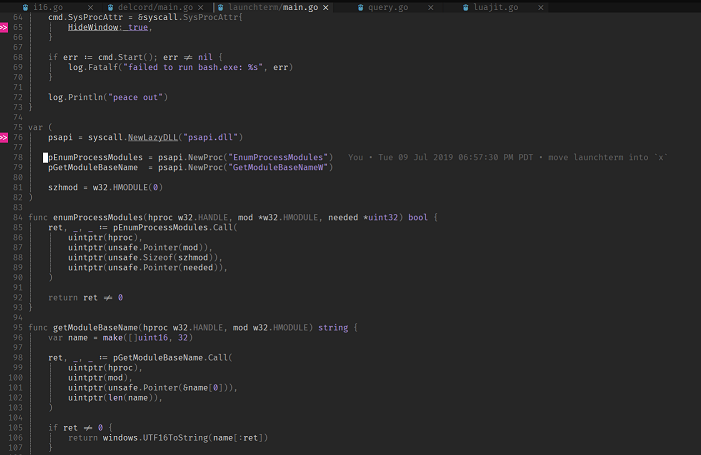 i16.go × delcord/main.go × launchterm/main.go × query.go × luajit.go ×
64 cmd.SysProcAttr = &syscall.SysProcAttr{
>> 65 HideWindow: true,
66 }
67
68 if err := cmd.Start(); err ≠ nil {
69 log.Fatalf("failed to run bash.exe: %s", err)
70 }
71
72 log.Println("peace out")
73 }
74
75 var (
>> 76 psapi = syscall.NewLazyDLL("psapi.dll")
77
78 pEnumProcessModules = psapi.NewProc("EnumProcessModules") You • Tue 09 Jul 2019 06:57:30 PM PDT • move launchterm into `x`
79 pGetModuleBaseName = psapi.NewProc("GetModuleBaseNameW")
80
81 szhmod = w32.HMODULE(0)
82 )
83
84 func enumProcessModules(hproc w32.HANDLE, mod *w32.HMODULE, needed *uint32) bool {
85 ret, _, _ := pEnumProcessModules.Call(
86 uintptr(hproc),
87 uintptr(unsafe.Pointer(mod)),
88 uintptr(unsafe.Sizeof(szhmod)),
89 uintptr(unsafe.Pointer(needed)),
90 )
91
92 return ret ≠ 0
93 }
94
95 func getModuleBaseName(hproc w32.HANDLE, mod w32.HMODULE) string {
96 var name = make([]uint16, 32)
97
98 ret, _, _ := pGetModuleBaseName.Call(
99 uintptr(hproc),
100 uintptr(mod),
101 uintptr(unsafe.Pointer(&name[0])),
102 uintptr(len(name)),
103 )
104
105 if ret ≠ 0 {
106 return windows.UTF16ToString(name[:ret])
107 }